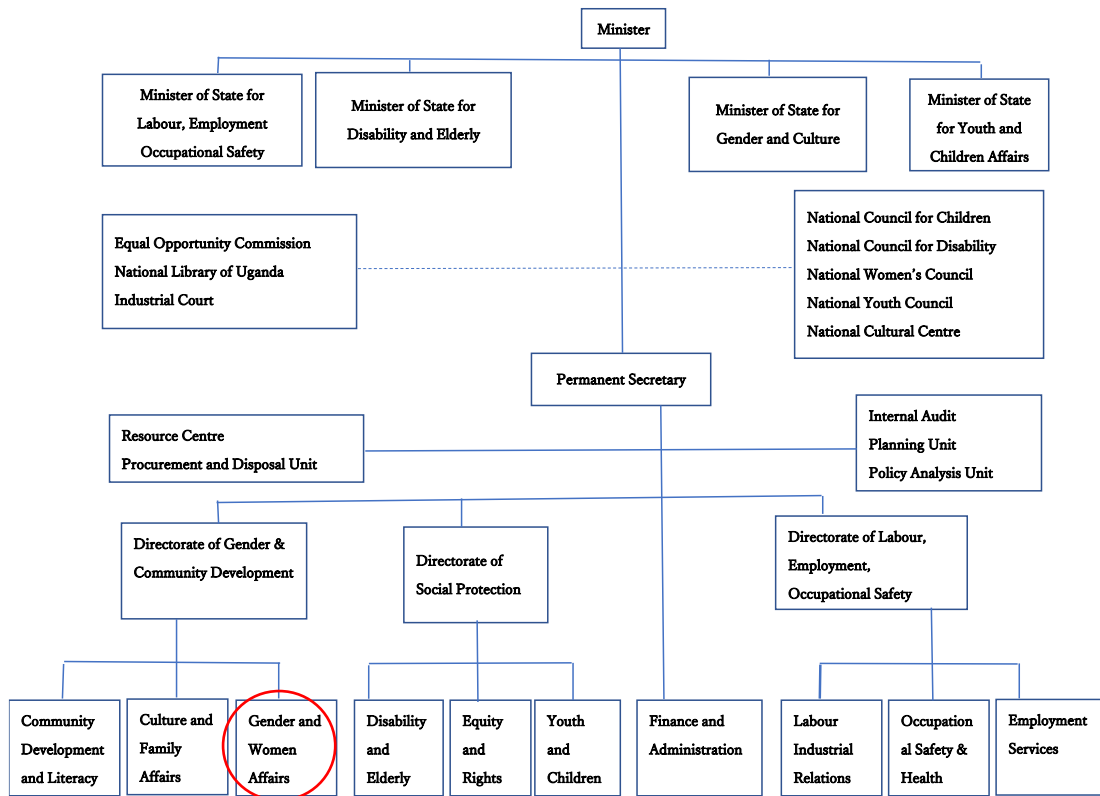 Minister
Minister of State for
Labour, Employment
Occupational Safety
Minister of State for
Disability and Elderly
Minister of State for
Gender and Culture
Minister of State
for Youth and
Children Affairs
Equal Opportunity Commission
National Library of Uganda
Industrial Court
National Council for Children
National Council for Disability
National Women's Council
National Youth Council
National Cultural Centre
Permanent Secretary
Resource Centre
Procurement and Disposal Unit
Internal Audit
Planning Unit
Policy Analysis Unit
Directorate of Gender &
Community Development
Directorate of
Social Protection
Directorate of Labour,
Employment,
Occupational Safety
Community
Development
and Literacy
Culture and
Family
Affairs
Gender and
Women
Affairs
Disability
and
Elderly
Equity
and
Rights
Youth
and
Children
Finance and
Administration
Labour
Industrial
Relations
Occupation
al Safety &
Health
Employment
Services